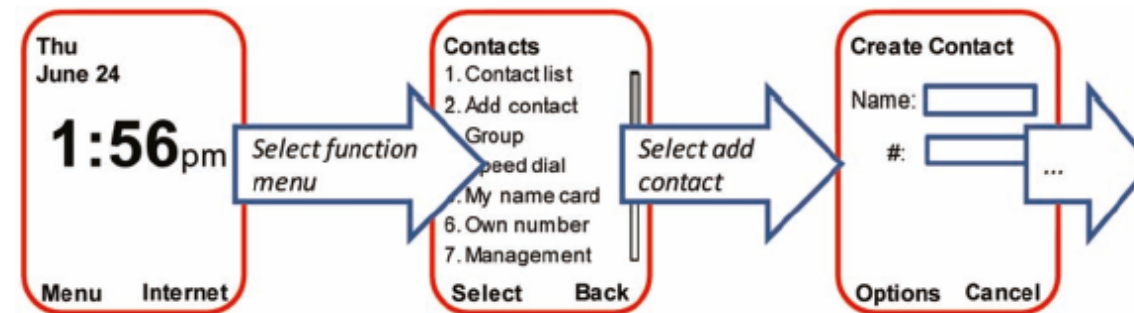 Thu
June 24
1:56pm
Menu Internet
Select function
menu
Contacts
1. Contact list
2. Add contact
Group
Speed dial
. My name card
6. Own number
7. Management
Select Back
Select add
contact
Create Contact
Name:
#:
Options Cancel
...